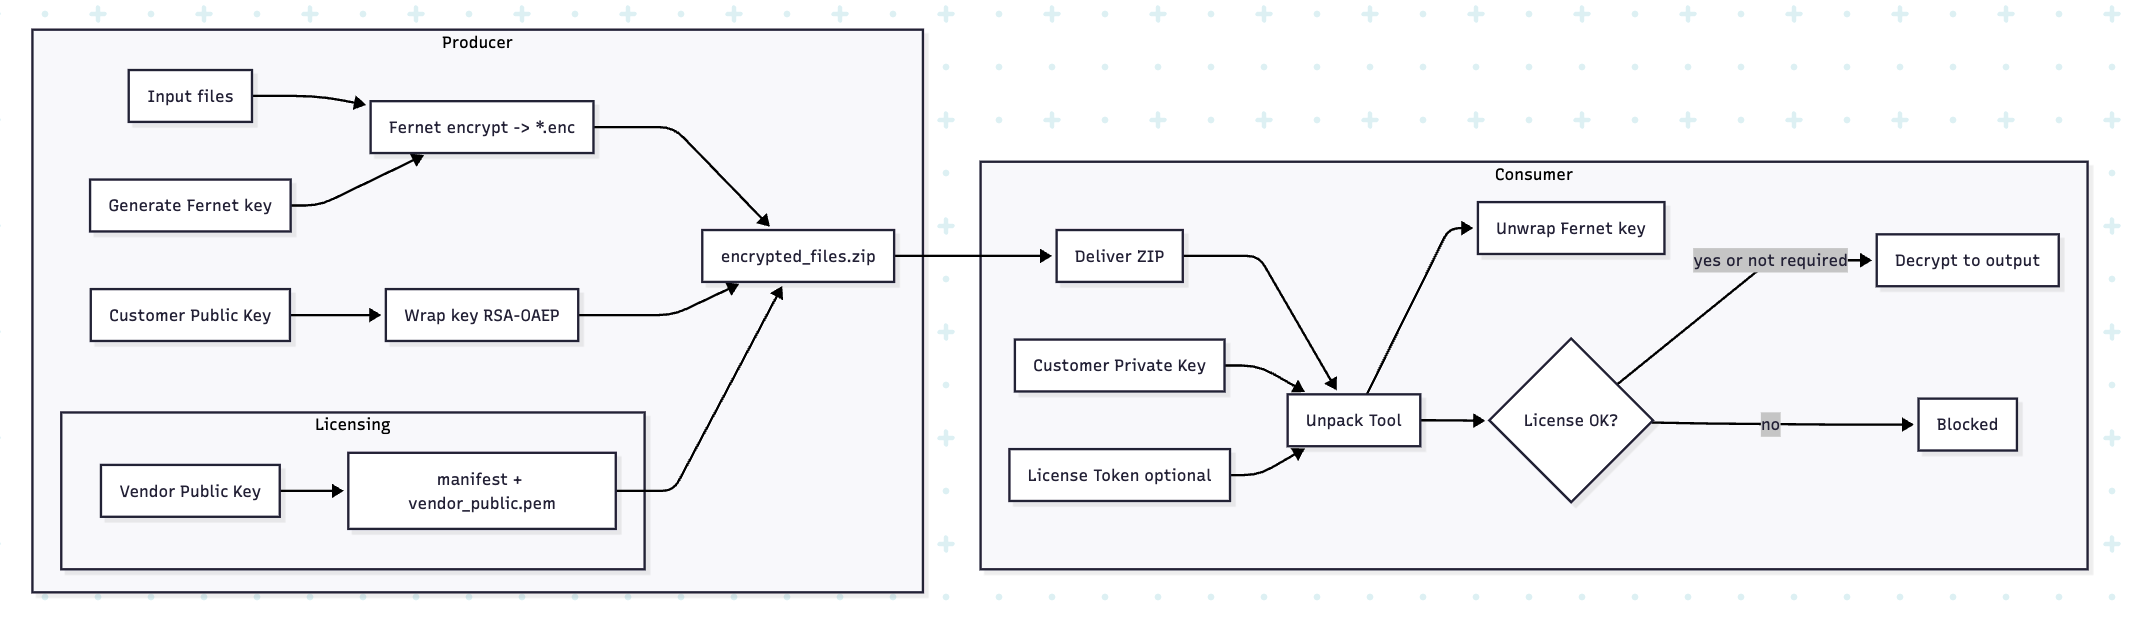 Producer
Input files
Fernet encrypt -> *.enc
Generate Fernet key
encrypted_files.zip
Customer Public Key
Wrap key RSA-OAEP
Licensing
Vendor Public Key
manifest +
vendor_public.pem
Consumer
Unwrap Fernet key
Deliver ZIP
yes or not required
Decrypt to output
Customer Private Key
Unpack Tool
License OK?
no
Blocked
License Token optional